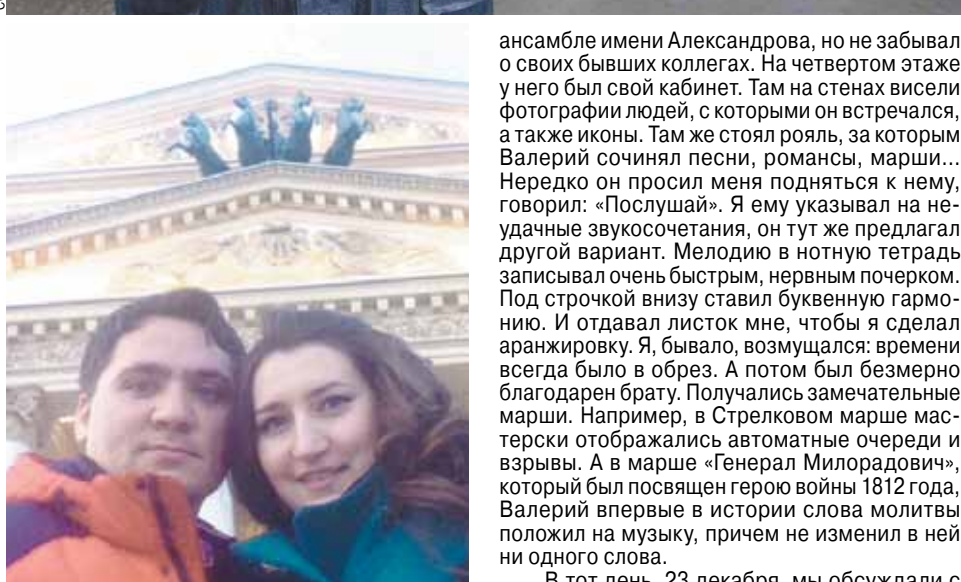 ансамбле имени Александрова, но не забывал
о своих бывших коллегах. На четвертом этаже
у него был свой кабинет. Там на стенах висели
фотографии людей, с которыми он встречался,
а также иконы. Там же стоял рояль, за которым
Валерий сочинял песни, романсы, марши...
Нередко он просил меня подняться к нему,
говорил: «Послушай». Я ему указывал на не-
удачные звукосочетания, он тут же предлагал
другой вариант. Мелодию в нотную тетрадь
записывал очень быстрым, нервным почерком.
Под строчкой внизу ставил буквенную гармо-
нию. И отдавал листок мне, чтобы я сделал
аранжировку. Я, бывало, возмущался: времени
всегда было в обрез. А потом был безмерно
благодарен брату. Получались замечательные
марши. Например, в Стрелковом марше мас-
терски отображались автоматные очереди и
взрывы. А в марше «Генерал Милорадович»,
который был посвящен герою войны 1812 года,
Валерий впервые в истории слова молитвы
положил на музыку, причем не изменил в ней
ни одного слова.
В тот день, 23 декабря, мы обсуждали с